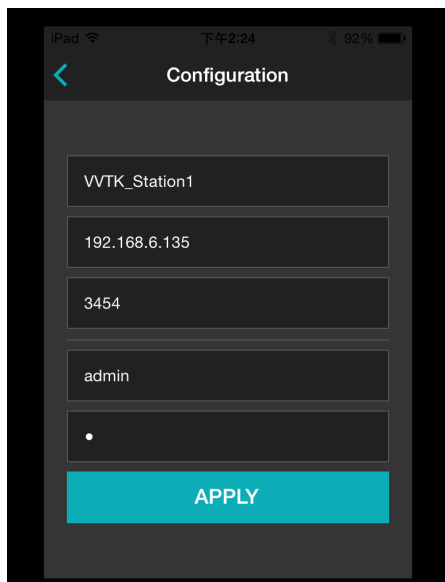 iPad 下午2:24 92%
Configuration
VVTK_Station1
192.168.6.135
3454
admin
●
APPLY